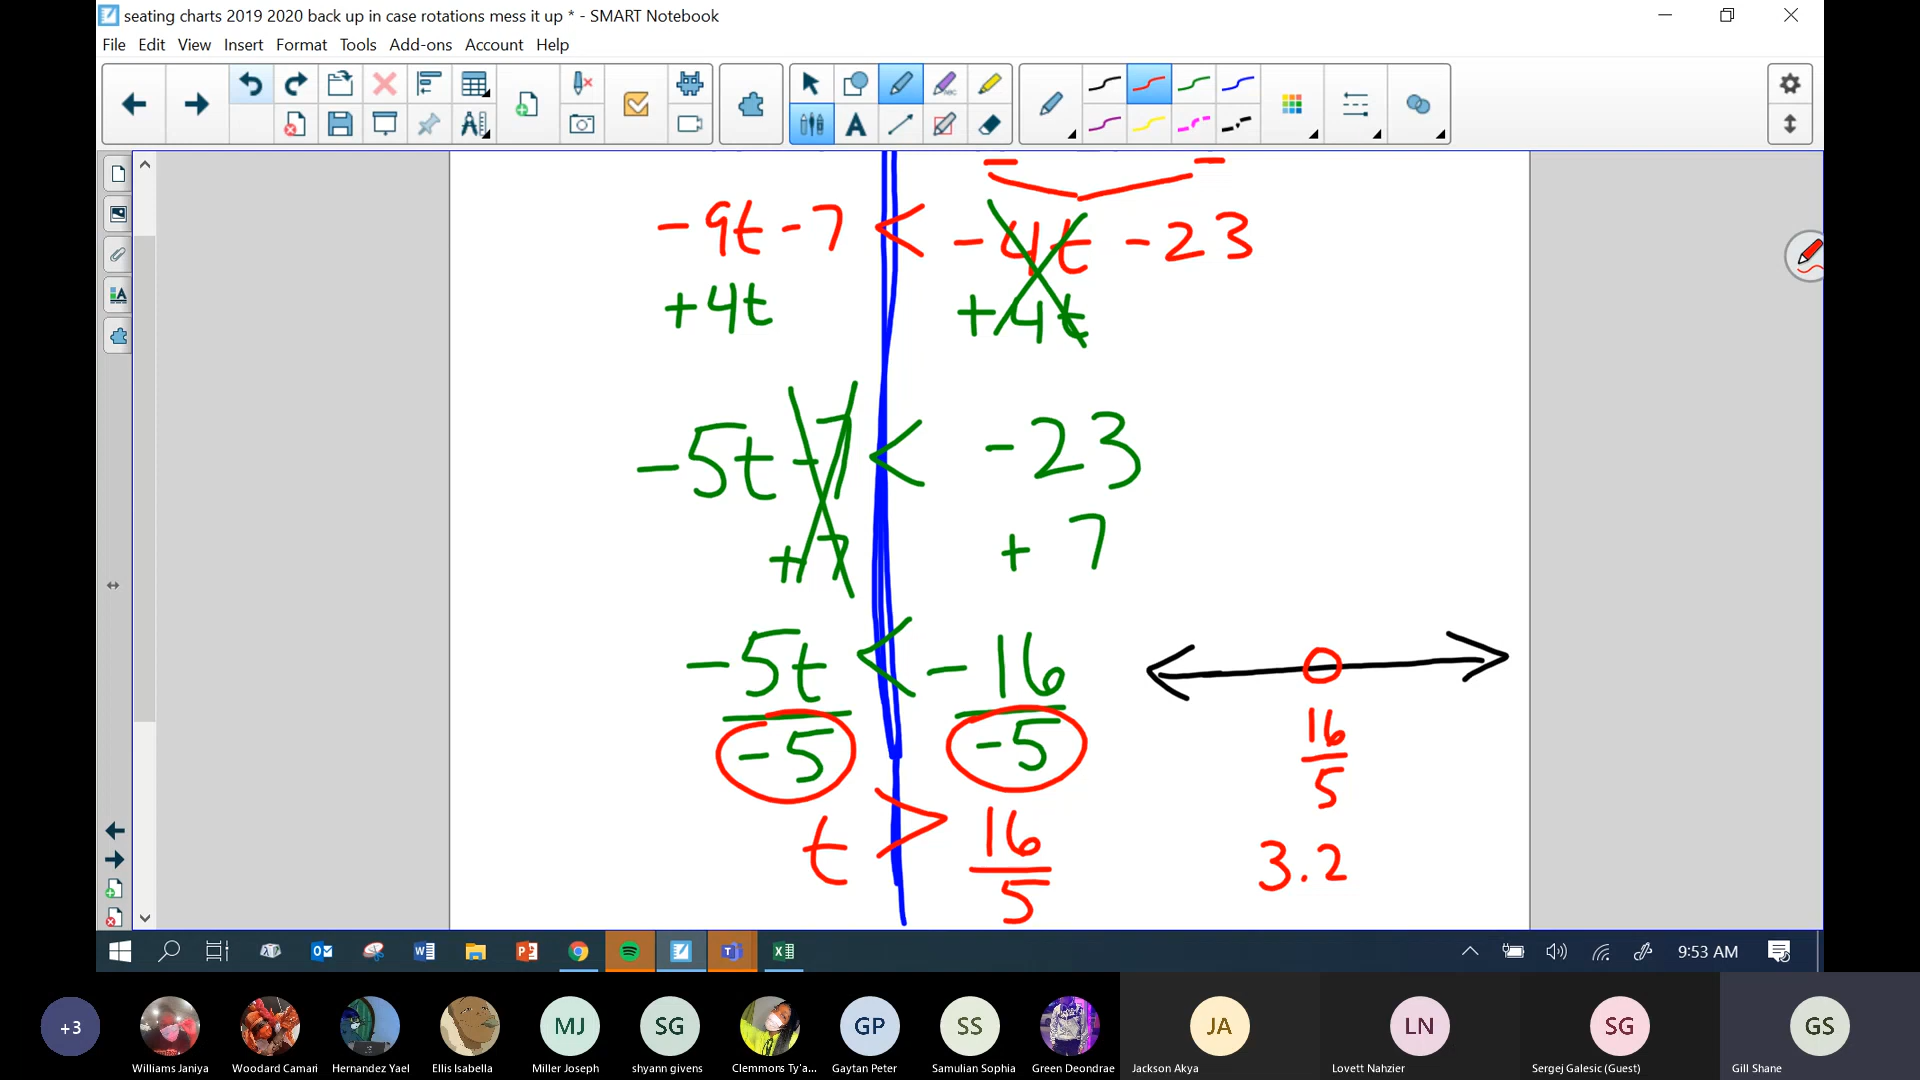 seating charts 2019 2020 back up in case rotations mess it up * - SMART Notebook
File Edit View Insert Format Tools Add-ons Account Help
-9t -7 < -4t -23
+4t +4t
-5t -7 < -23
+7 + 7
-5t < -16
-5 -5
16
5
t > 16
5
3.2
9:53 AM
+3
MJ SG GP SS JA LN SG GS
Williams Janiya Woodard Camari Hernandez Yael Ellis Isabella Miller Joseph shyann givens Clemmons Ty'a... Gaytan Peter Samulian Sophia Green Deondrae Jackson Akya Lovett Nahzier Sergej Galesic (Guest) Gill Shane